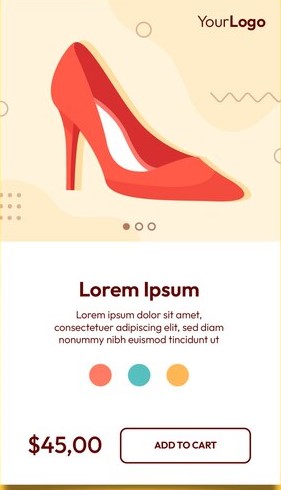 YourLogo
Lorem Ipsum
Lorem ipsum dolor sit amet,
consectetuer adipiscing elit, sed diam
nonummy nibh euismod tincidunt ut
$45,00
ADD TO CART